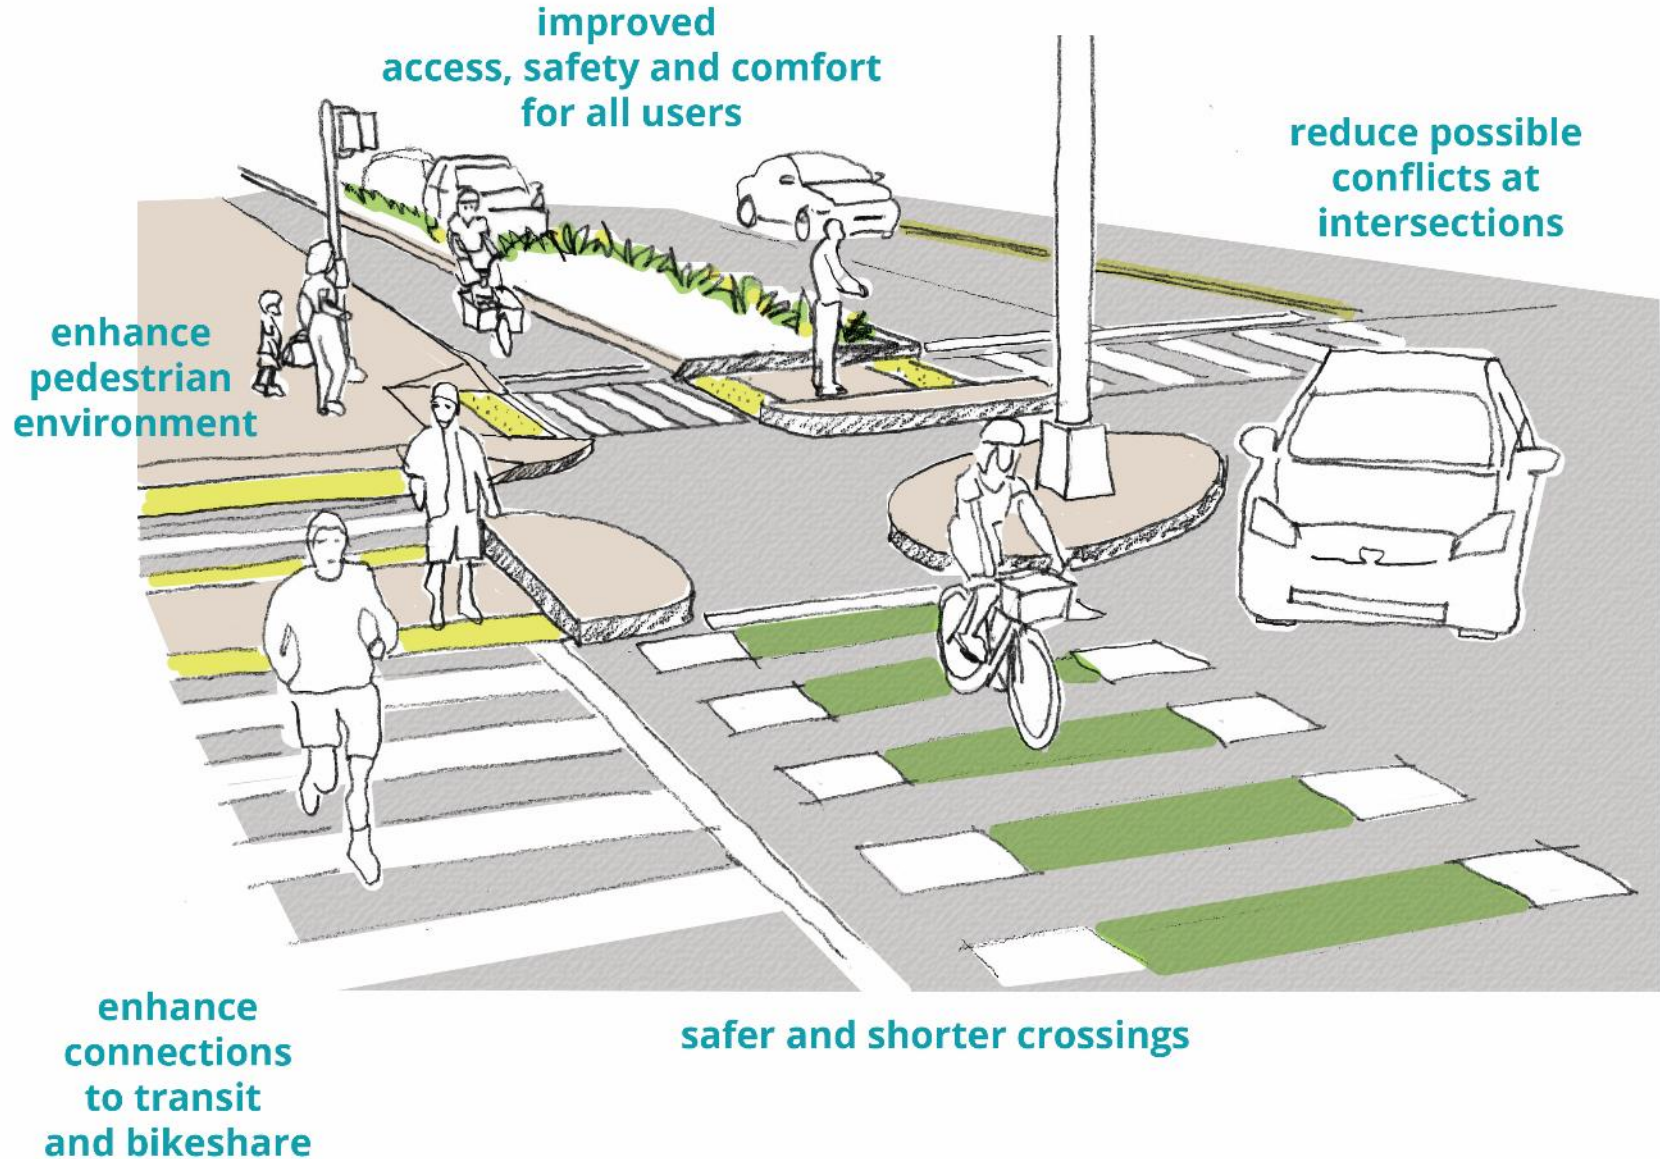 improved
access, safety and comfort
for all users
reduce possible
conflicts at
intersections
enhance
pedestrian
environment
enhance
connections
to transit
and bikeshare
safer and shorter crossings